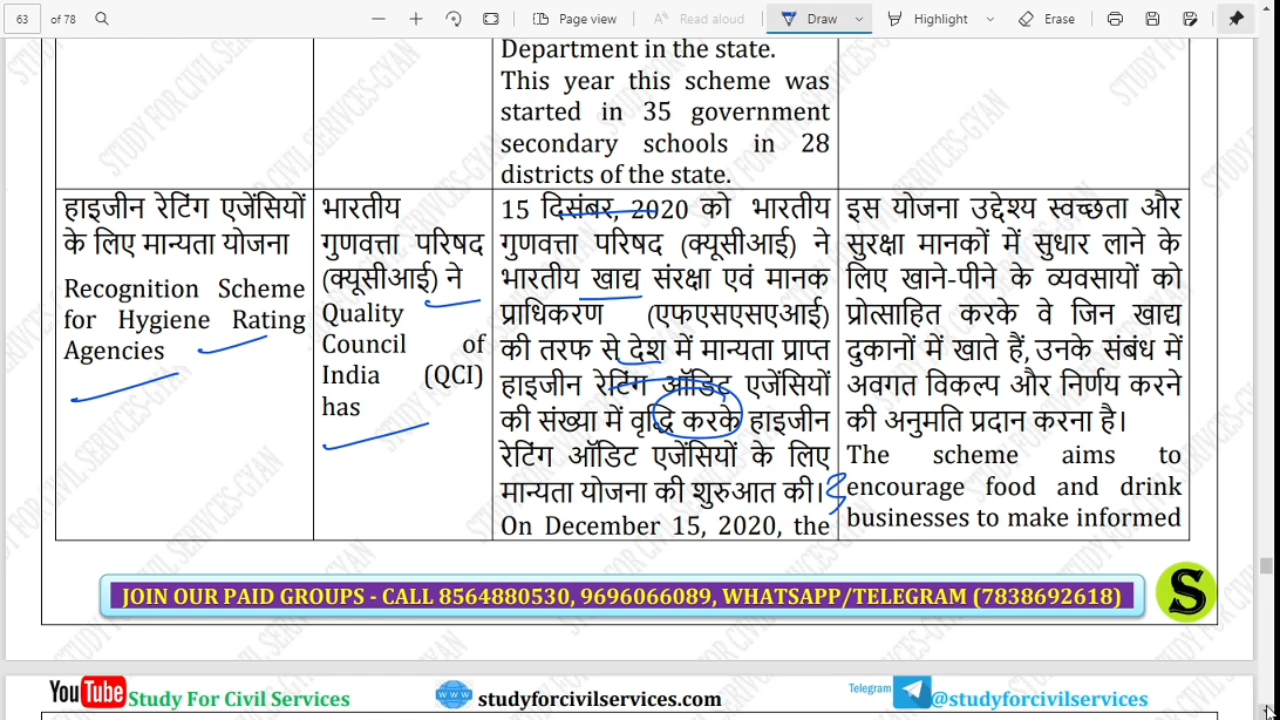 63 of 78 Page view Read aloud Draw Highlight Erase
Department in the state.
This year this scheme was
started in 35 government
secondary schools in 28
districts of the state.
हाइजीन रेटिंग एजेंसियों
के लिए मान्यता योजना
Recognition Scheme
for Hygiene Rating
Agencies
भारतीय
गुणवत्ता परिषद
(क्यूसीआई) ने
Quality
Council of
India (QCI)
has
15 दिसंबर, 2020 को भारतीय
गुणवत्ता परिषद (क्यूसीआई) ने
भारतीय खाद्य संरक्षा एवं मानक
प्राधिकरण (एफएसएसएआई)
की तरफ से देश में मान्यता प्राप्त
हाइजीन रेटिंग ऑडिट एजेंसियों
की संख्या में वृद्धि करके हाइजीन
रेटिंग ऑडिट एजेंसियों के लिए
मान्यता योजना की शुरुआत की।
On December 15, 2020, the
इस योजना उद्देश्य स्वच्छता और
सुरक्षा मानकों में सुधार लाने के
लिए खाने-पीने के व्यवसायों को
प्रोत्साहित करके वे जिन खाद्य
दुकानों में खाते हैं, उनके संबंध में
अवगत विकल्प और निर्णय करने
की अनुमति प्रदान करना है।
The scheme aims to
encourage food and drink
businesses to make informed
JOIN OUR PAID GROUPS - CALL 8564880530, 9696066089, WHATSAPP/TELEGRAM (7838692618)
S
YouTube Study For Civil Services
WWW studyforcivilservices.com
Telegram @studyforcivilservices
STUDY FOR CIVIL SERIVCES-GYAN